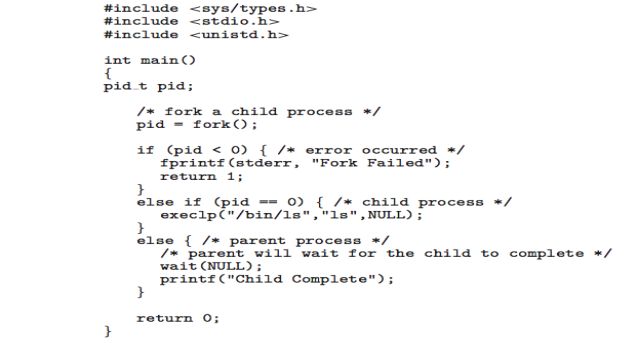 #include <sys/types.h>
#include <stdio.h>
#include <unistd.h>
int main()
{
pid_t pid;
/* fork a child process */
pid = fork();
if (pid < 0) { /* error occurred */
fprintf(stderr, "Fork Failed");
return 1;
}
else if (pid == 0) { /* child process */
execlp("/bin/ls","ls",NULL);
}
else { /* parent process */
/* parent will wait for the child to complete */
wait(NULL);
printf("Child Complete");
}
return 0;
}